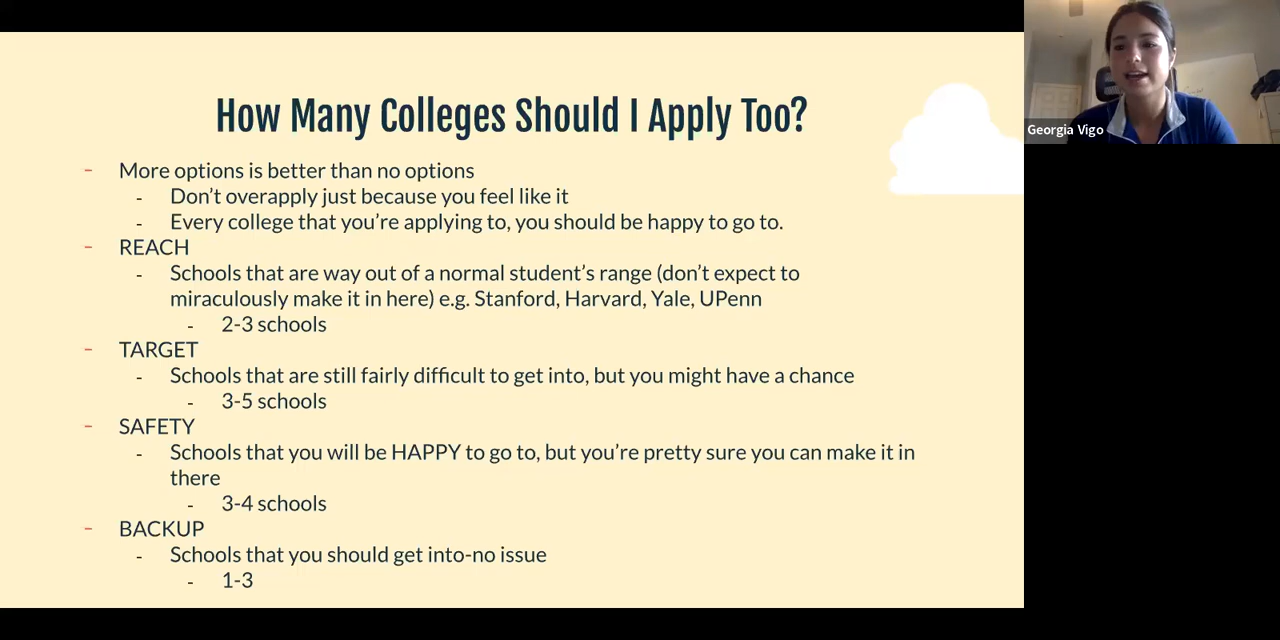 How Many Colleges Should I Apply Too?
- More options is better than no options
- Don't overapply just because you feel like it
- Every college that you're applying to, you should be happy to go to.
- REACH
- Schools that are way out of a normal student's range (don't expect to
miraculously make it in here) e.g. Stanford, Harvard, Yale, UPenn
- 2-3 schools
- TARGET
- Schools that are still fairly difficult to get into, but you might have a chance
- 3-5 schools
- SAFETY
- Schools that you will be HAPPY to go to, but you're pretty sure you can make it in
there
- 3-4 schools
- BACKUP
- Schools that you should get into-no issue
- 1-3
Georgia Vigo